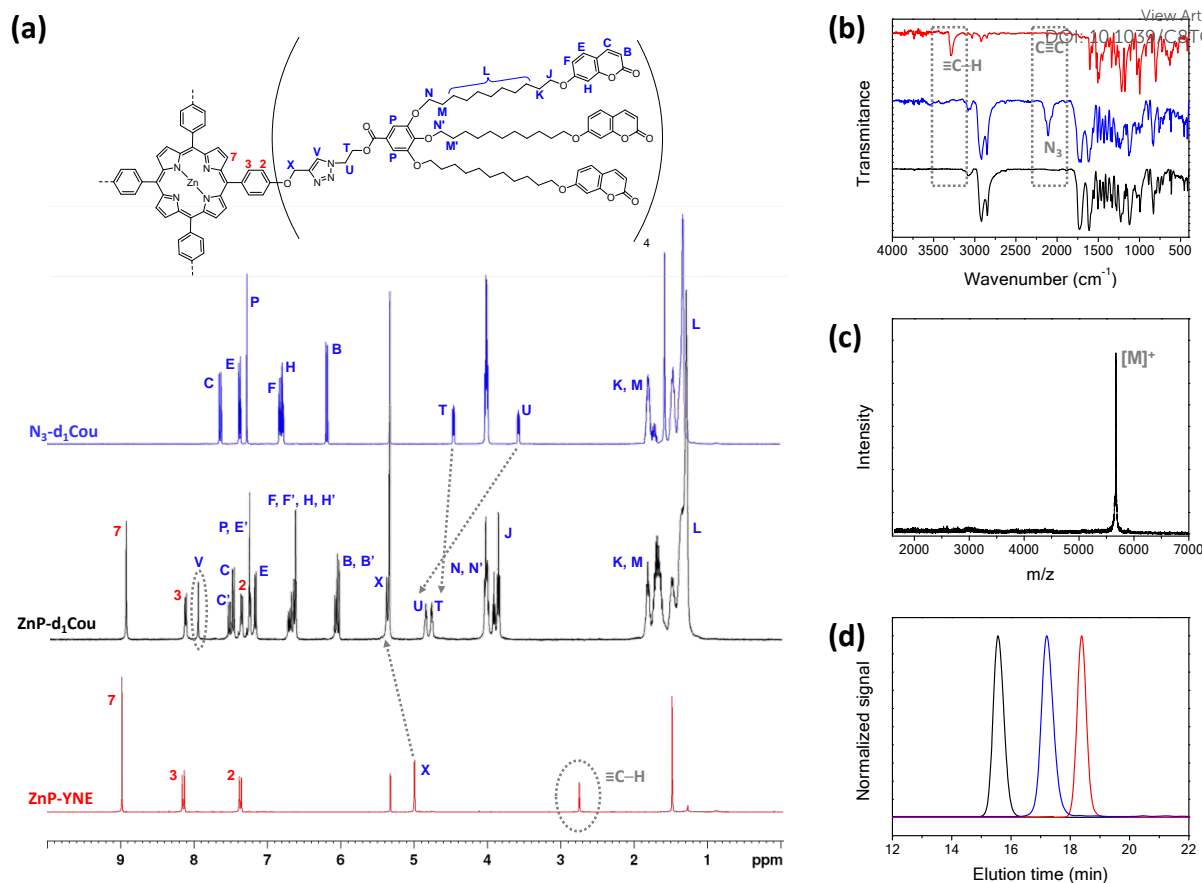 (a)
L
E
C
B
F
J
O
O
O
H
N
K
M
O
7
3
2
P
O
N'
O
O
O
O
V
T
O
O
M'
X
N
O
P
O
U
N
N
N
N
Zn
N
N
O
O
O
O
4
P
C
E
F
H
B
T
U
K, M
L
N3-d1Cou
7
3
V
C
C'
2
P, E'
E
F, F', H, H'
B, B'
X
U
T
N, N'
J
K, M
L
ZnP-d1Cou
7
3
2
X
≡C–H
ZnP-YNE
9 8 7 6 5 4 3 2 1 ppm
(b)
View Art
DOI: 10.1039/C8T
≡C–H
C≡C
N3
Transmitance
4000 3500 3000 2500 2000 1500 1000 500
Wavenumber (cm-1)
(c)
[M]+
Intensity
2000 3000 4000 5000 6000 7000
m/z
(d)
Normalized signal
12 14 16 18 20 22
Elution time (min)